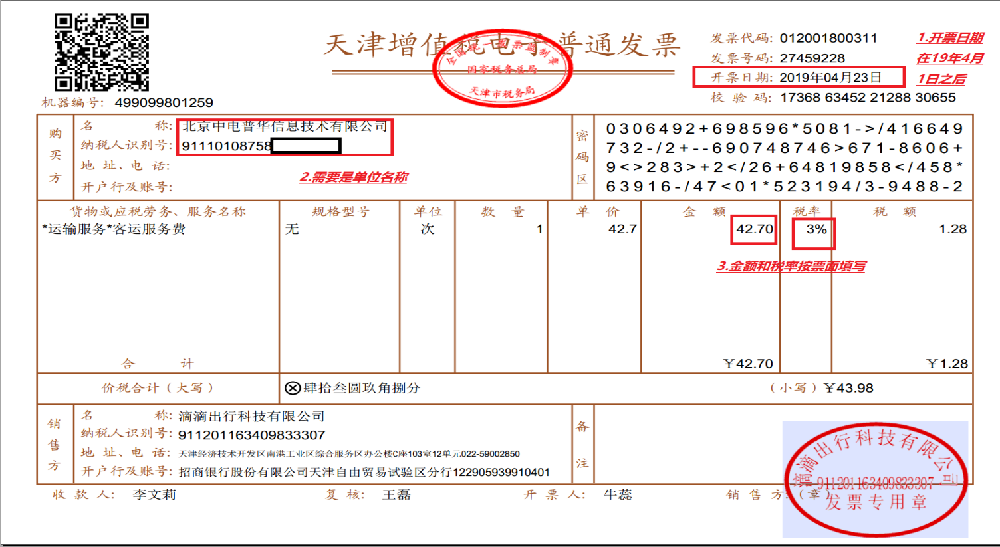 天津增值税电子普通发票
全国统一发票监制章
国家税务总局
天津市税务局
发票代码: 012001800311
发票号码: 27459228
开票日期: 2019年04月23日
校 验 码: 17368 63452 21288 30655
1.开票日期
在19年4月
1日之后
机器编号: 499099801259
购买方
名 称: 北京中电普华信息技术有限公司
纳税人识别号: 91110108758
地 址、电 话:
开户行及账号:
2.需要是单位名称
密码区
0306492+698596*5081->/416649
732-/2+--690748746>671-8606+
9<>283>+2</26+64819858</458*
63916-/47<01*523194/3-9488-2
货物或应税劳务、服务名称 规格型号 单位 数 量 单 价 金 额 税率 税 额
*运输服务*客运服务费 无 次 1 42.7 42.70 3% 1.28
3.金额和税率按票面填写
合 计 ￥42.70 ￥1.28
价税合计（大写） ⊗肆拾叁圆玖角捌分 （小写）￥43.98
销售方
名 称: 滴滴出行科技有限公司
纳税人识别号: 911201163409833307
地 址、电 话: 天津经济技术开发区南港工业区综合服务区办公楼C座103室12单元022-59002850
开户行及账号: 招商银行股份有限公司天津自由贸易试验区分行122905939910401
备注
收 款 人: 李文莉 复 核: 王磊 开 票 人: 牛蕊 销 售 方:（章）
滴滴出行科技有限公司
911201163409833307
发票专用章